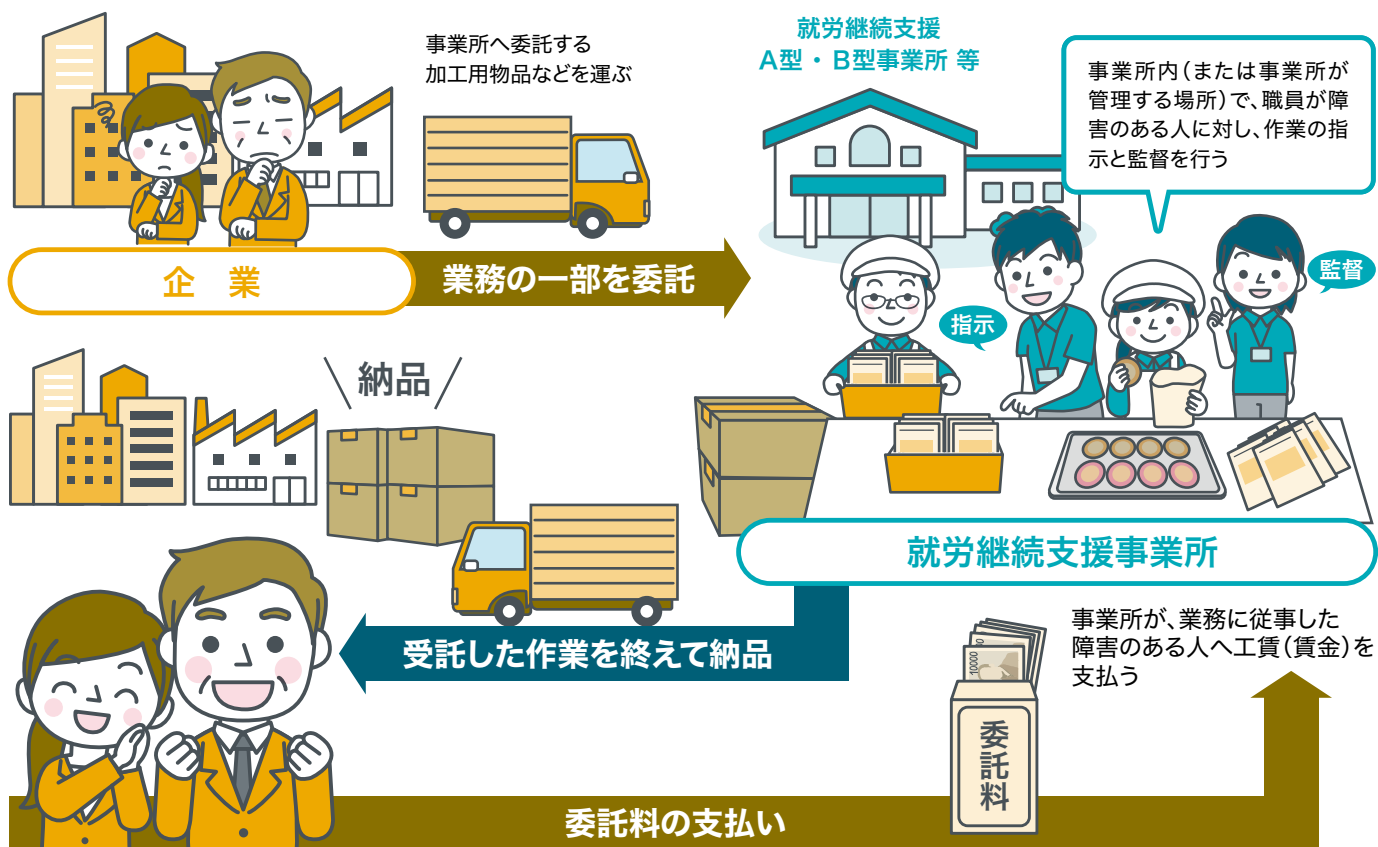 事業所へ委託する
加工用物品などを運ぶ
就労継続支援
A型・B型事業所 等
事業所内(または事業所が
管理する場所)で、職員が障
害のある人に対し、作業の指
示と監督を行う
企 業
業務の一部を委託
指示
監督
納品
就労継続支援事業所
受託した作業を終えて納品
事業所が、業務に従事した
障害のある人へ工賃(賃金)を
支払う
10000
委託料
委託料の支払い